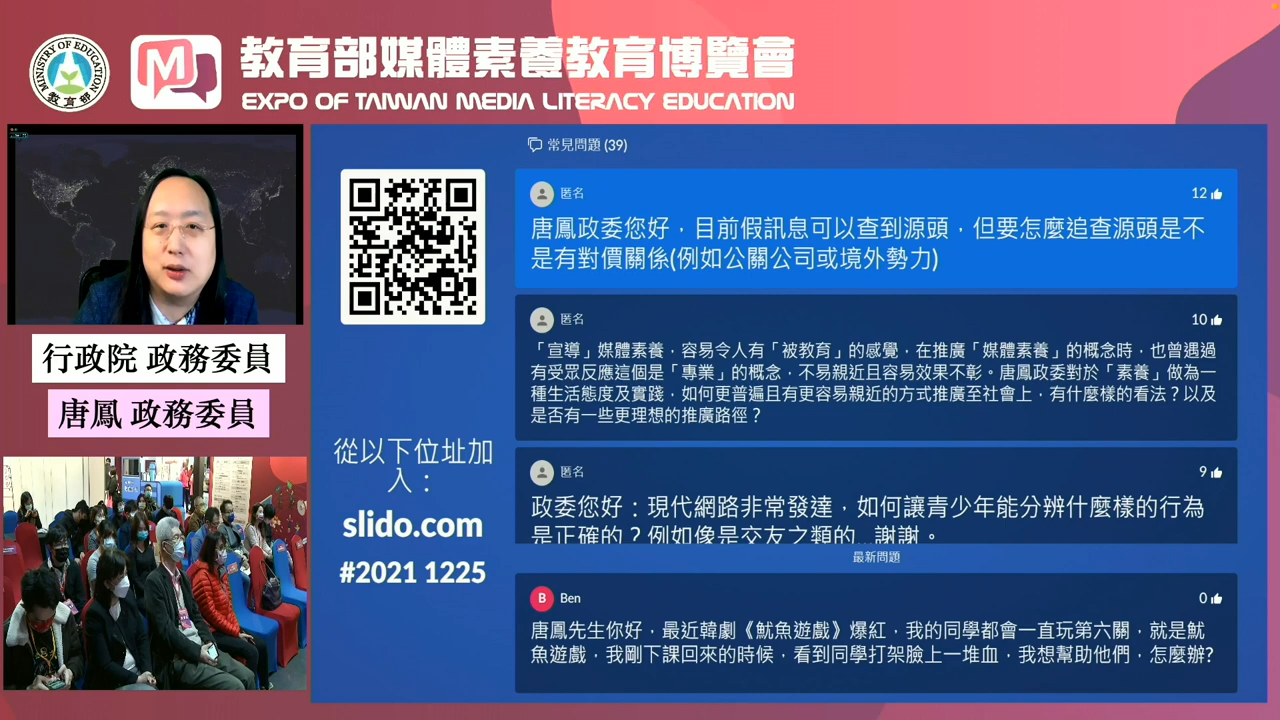 MINISTRY OF EDUCATION
教育部
M
教育部媒體素養教育博覽會
EXPO OF TAIWAN MEDIA LITERACY EDUCATION
行政院 政務委員
唐鳳 政務委員
從以下位址加
入：
slido.com
#2021 1225
常見問題 (39)
匿名
12
唐鳳政委您好，目前假訊息可以查到源頭，但要怎麼追查源頭是不
是有對價關係(例如公關公司或境外勢力)
匿名
10
「宣導」媒體素養，容易令人有「被教育」的感覺，在推廣「媒體素養」的概念時，也曾遇過
有受眾反應這個是「專業」的概念，不易親近且容易效果不彰。唐鳳政委對於「素養」做為一
種生活態度及實踐，如何更普遍且有更容易親近的方式推廣至社會上，有什麼樣的看法？以及
是否有一些更理想的推廣路徑？
匿名
9
政委您好：現代網路非常發達，如何讓青少年能分辨什麼樣的行為
是正確的？例如像是交友之類的...謝謝。
最新問題
B
Ben
0
唐鳳先生你好，最近韓劇《魷魚遊戲》爆紅，我的同學都會一直玩第六關，就是魷
魚遊戲，我剛下課回來的時候，看到同學打架臉上一堆血，我想幫助他們，怎麼辦?